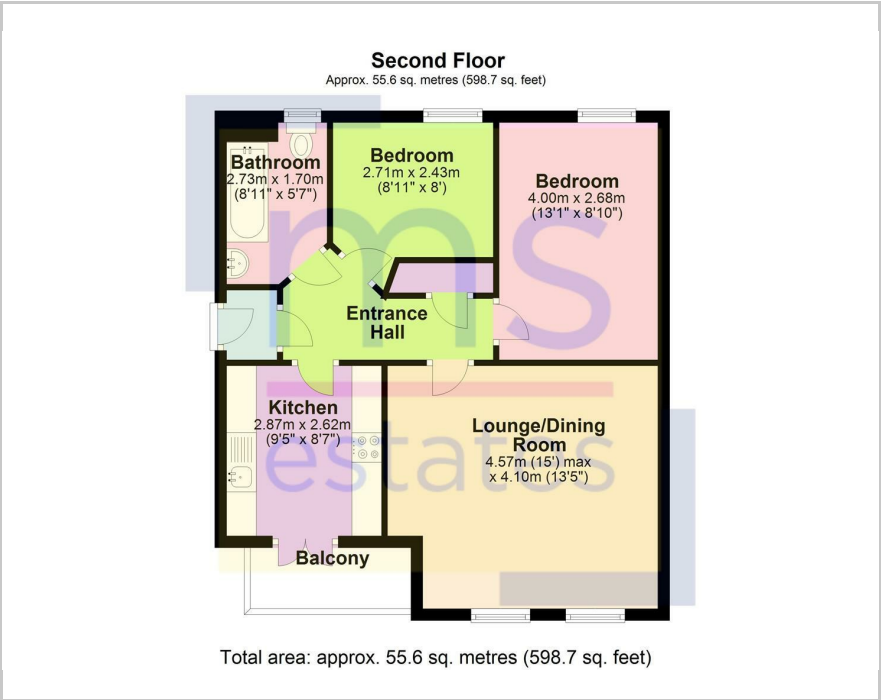 Second Floor
Approx. 55.6 sq. metres (598.7 sq. feet)
Bathroom
2.73m x 1.70m
(8'11" x 5'7")
Bedroom
2.71m x 2.43m
(8'11" x 8')
Bedroom
4.00m x 2.68m
(13'1" x 8'10")
ms
Entrance
Hall
Kitchen
2.87m x 2.62m
(9'5" x 8'7")
Lounge/Dining
Room
4.57m (15') max
x 4.10m (13'5")
estates
Balcony
Total area: approx. 55.6 sq. metres (598.7 sq. feet)